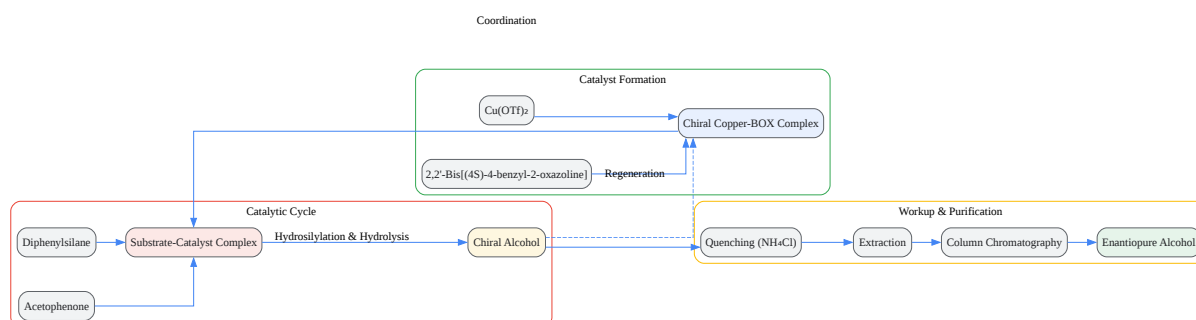 Coordination
Catalyst Formation
Cu(OTf)₂
Chiral Copper-BOX Complex
2,2'-Bis[(4S)-4-benzyl-2-oxazoline]
Regeneration
Catalytic Cycle
Workup & Purification
Diphenylsilane
Substrate-Catalyst Complex
Hydrosilylation & Hydrolysis
Chiral Alcohol
Quenching (NH₄Cl)
Extraction
Column Chromatography
Enantiopure Alcohol
Acetophenone